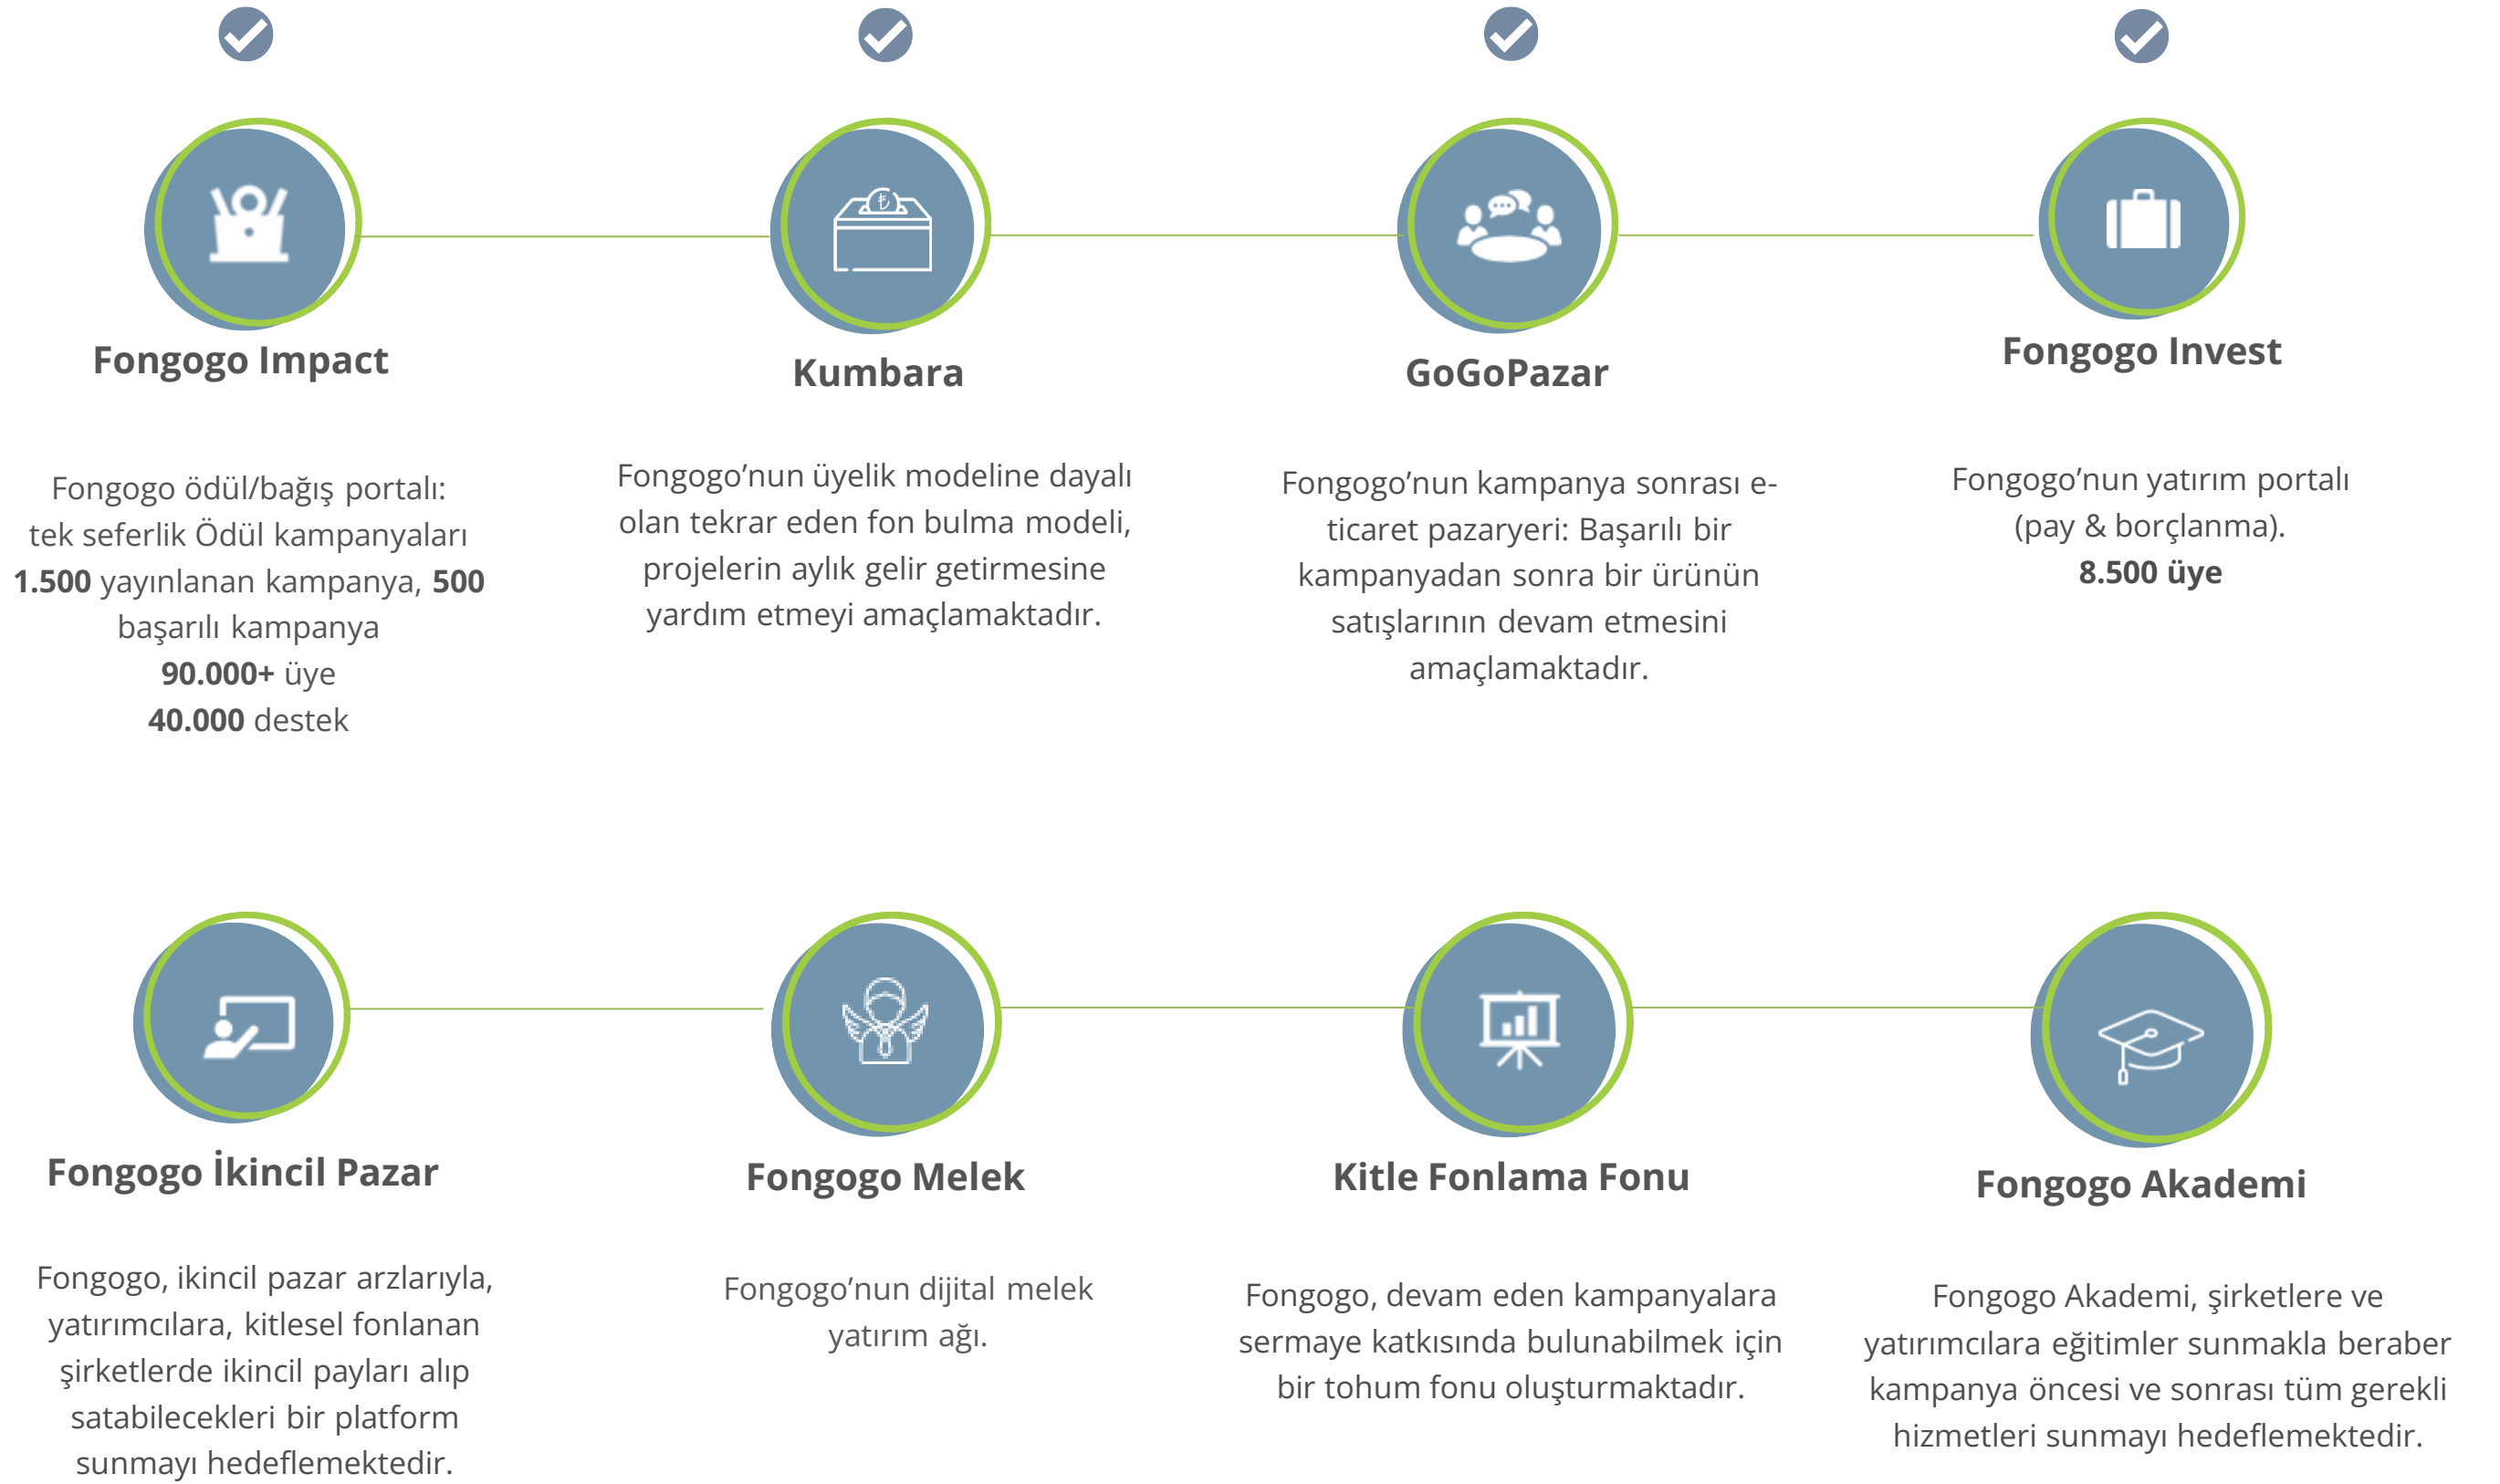 Fongogo Impact
Fongogo ödül/bağış portalı:
tek seferlik Ödül kampanyaları
1.500 yayınlanan kampanya, 500
başarılı kampanya
90.000+ üye
40.000 destek
Kumbara
Fongogo’nun üyelik modeline dayalı
olan tekrar eden fon bulma modeli,
projelerin aylık gelir getirmesine
yardım etmeyi amaçlamaktadır.
GoGoPazar
Fongogo’nun kampanya sonrası e-
ticaret pazaryeri: Başarılı bir
kampanyadan sonra bir ürünün
satışlarının devam etmesini
amaçlamaktadır.
Fongogo Invest
Fongogo’nun yatırım portalı
(pay & borçlanma).
8.500 üye
Fongogo İkincil Pazar
Fongogo, ikincil pazar arzlarıyla,
yatırımcılara, kitlesel fonlanan
şirketlerde ikincil payları alıp
satabilecekleri bir platform
sunmayı hedeflemektedir.
Fongogo Melek
Fongogo’nun dijital melek
yatırım ağı.
Kitle Fonlama Fonu
Fongogo, devam eden kampanyalara
sermaye katkısında bulunabilmek için
bir tohum fonu oluşturmaktadır.
Fongogo Akademi
Fongogo Akademi, şirketlere ve
yatırımcılara eğitimler sunmakla beraber
kampanya öncesi ve sonrası tüm gerekli
hizmetleri sunmayı hedeflemektedir.